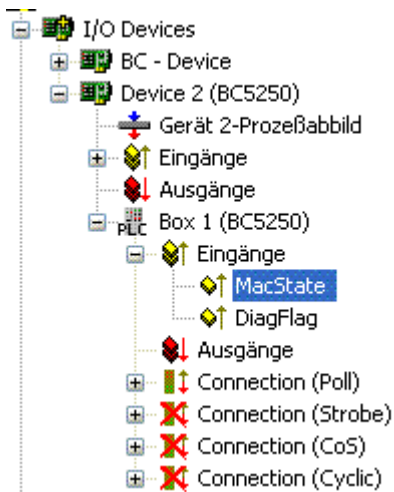 I/O Devices
BC - Device
Device 2 (BC5250)
Gerät 2-Prozeßabbild
Eingänge
Ausgänge
PLC Box 1 (BC5250)
Eingänge
MacState
DiagFlag
Ausgänge
Connection (Poll)
Connection (Strobe)
Connection (CoS)
Connection (Cyclic)